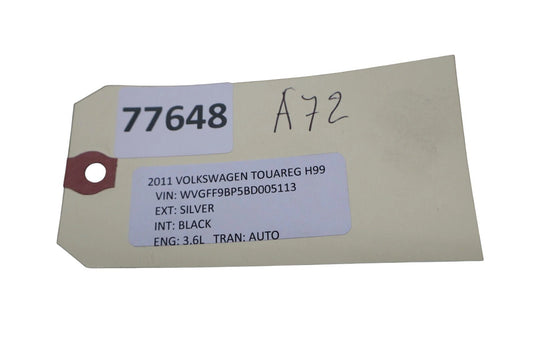 77648
A72
2011 VOLKSWAGEN TOUAREG H99
VIN: WVGFF9BP5BD005113
EXT: SILVER
INT: BLACK
ENG: 3.6L TRAN: AUTO